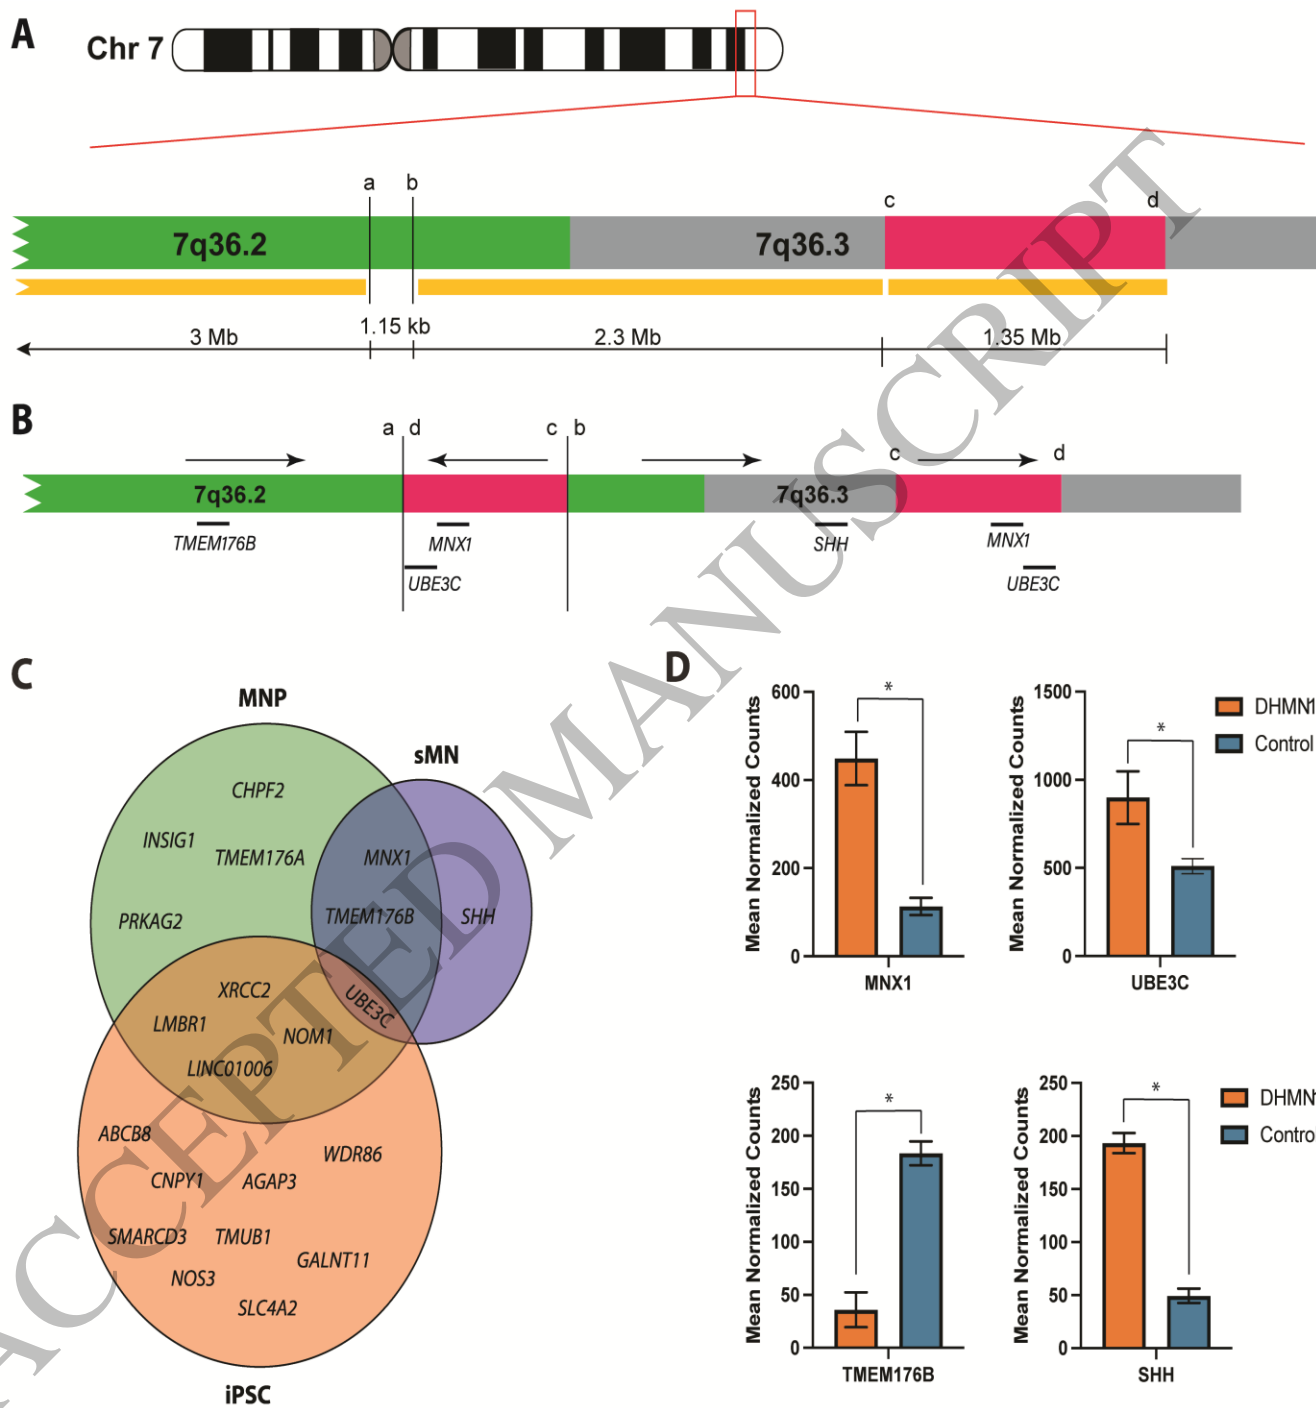 A
Chr 7
a b c d
7q36.2 7q36.3
3 Mb 1.15 kb 2.3 Mb 1.35 Mb
B
a d c b c d
7q36.2 7q36.3
TMEM176B MNX1 SHH MNX1
UBE3C UBE3C
C
MNP
sMN
CHPF2
INSIG1
TMEM176A MNX1
PRKAG2 TMEM176B SHH
XRCC2 UBE3C
LMBR1 NOM1
LINC01006
ABCB8
WDR86
CNPY1 AGAP3
SMARCD3 TMUB1
GALNT11
NOS3
SLC4A2
iPSC
D
Mean Normalized Counts
600
400
200
0
*
MNX1
Mean Normalized Counts
1500
1000
500
0
*
UBE3C
DHMN1
Control
Mean Normalized Counts
250
200
150
100
50
0
*
TMEM176B
Mean Normalized Counts
250
200
150
100
50
0
*
SHH
DHMN1
Control
ACCEPTED MANUSCRIPT